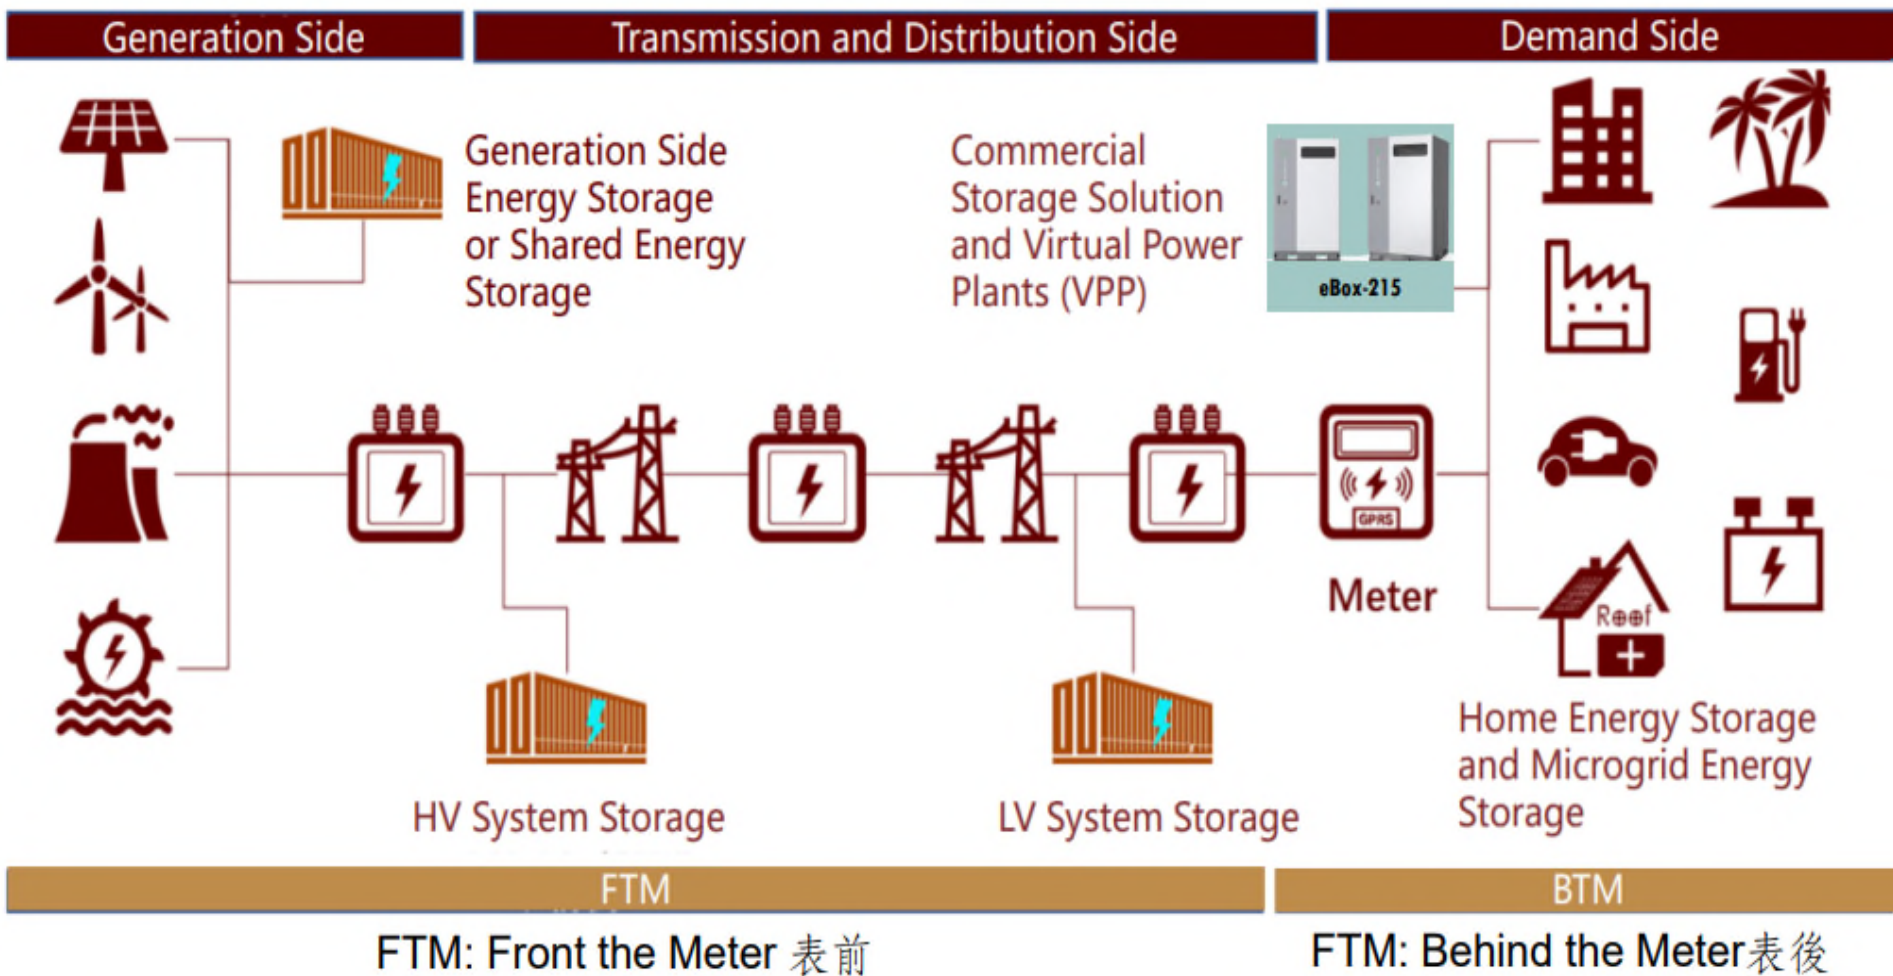 Generation Side
Transmission and Distribution Side
Demand Side
Generation Side
Energy Storage
or Shared Energy
Storage
Commercial
Storage Solution
and Virtual Power
Plants (VPP)
eBox-215
GPRS
Meter
Roof
HV System Storage
LV System Storage
Home Energy Storage
and Microgrid Energy
Storage
FTM
BTM
FTM: Front the Meter 表前
FTM: Behind the Meter表後